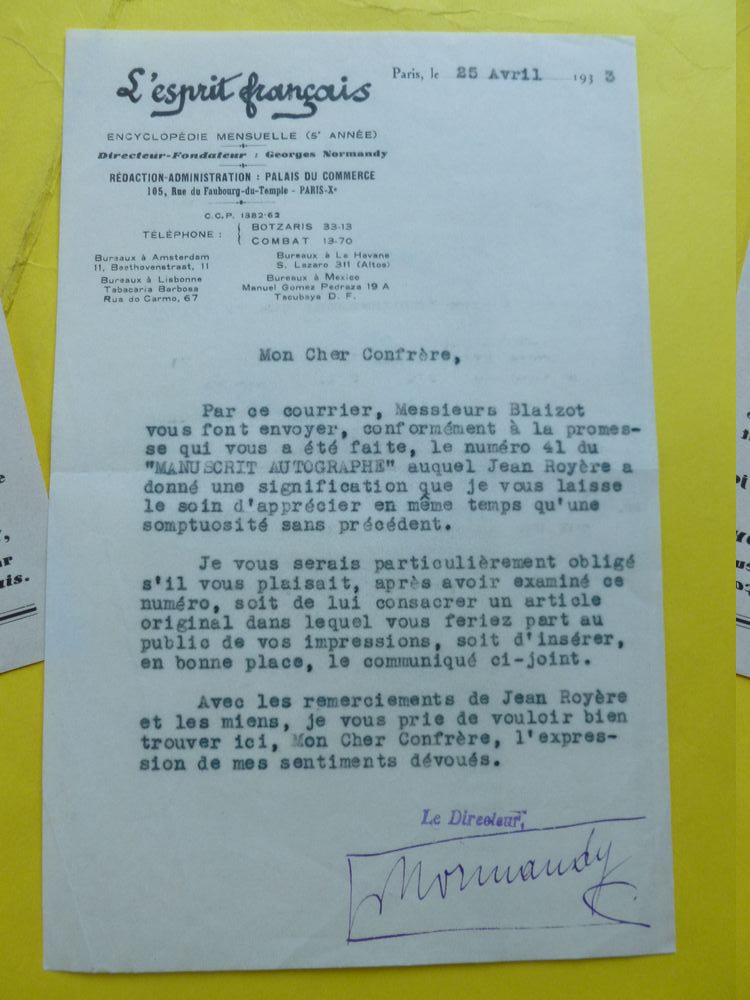 L'esprit français
Paris, le 25 Avril 193 3
ENCYCLOPÉDIE MENSUELLE (5e ANNÉE)
Directeur-Fondateur : Georges Normandy
RÉDACTION-ADMINISTRATION : PALAIS DU COMMERCE
105, Rue du Faubourg-du-Temple - PARIS-Xe
C.C.P. 1382-62
TÉLÉPHONE : { BOTZARIS 33-13
COMBAT 13-70
Bureaux à Amsterdam
11, Beethovenstraat, 11
Bureaux à La Havane
S. Lazaro 311 (Altos)
Bureaux à Lisbonne
Tabacaria Barbosa
Rua do Carmo, 67
Bureaux à Mexico
Manuel Gomez Pedraza 19 A
Tacubaya D. F.
Mon Cher Confrère,
Par ce courrier, Messieurs Blaizot
vous font envoyer, conformément à la promes-
se qui vous a été faite, le numéro 41 du
"MANUSCRIT AUTOGRAPHE" auquel Jean Royère a
donné une signification que je vous laisse
le soin d'apprécier en même temps qu'une
somptuosité sans précédent.
Je vous serais particulièrement obligé
s'il vous plaisait, après avoir examiné ce
numéro, soit de lui consacrer un article
original dans lequel vous feriez part au
public de vos impressions, soit d'insérer,
en bonne place, le communiqué ci-joint.
Avec les remerciements de Jean Royère
et les miens, je vous prie de vouloir bien
trouver ici, Mon Cher Confrère, l'expres-
sion de mes sentiments dévoués.
Le Directeur,
Normandy